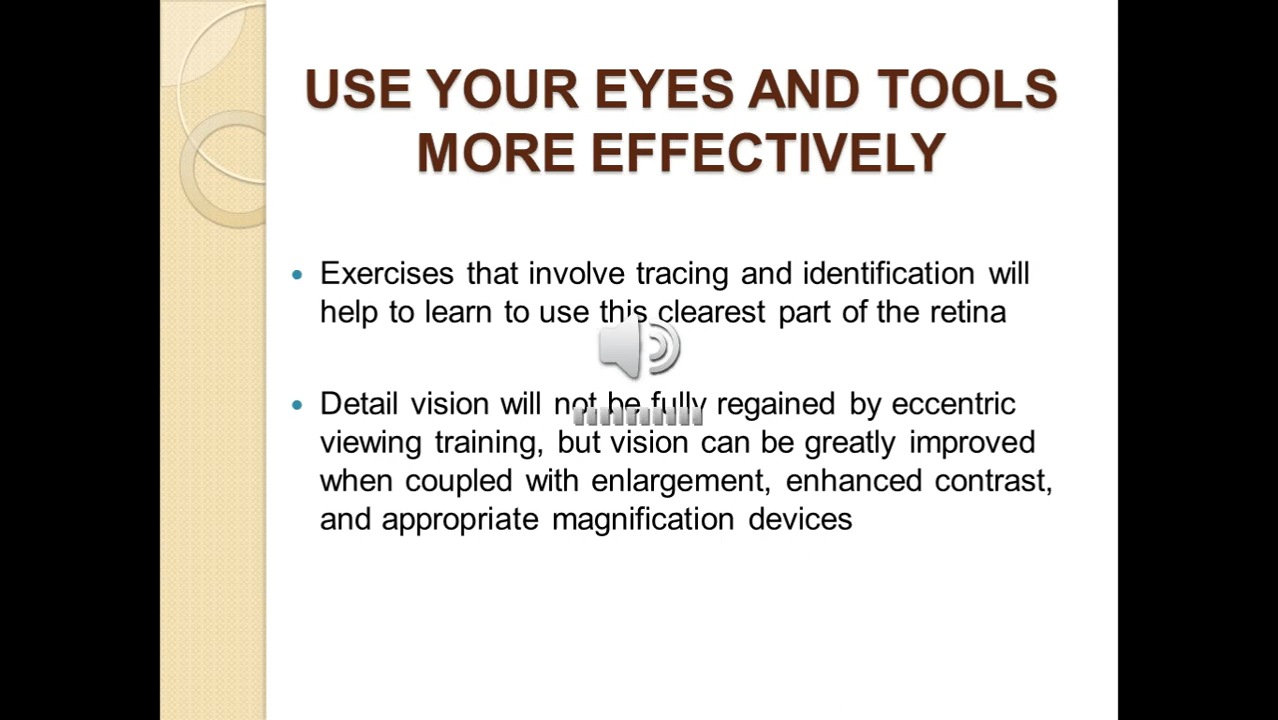 USE YOUR EYES AND TOOLS
MORE EFFECTIVELY
Exercises that involve tracing and identification will
help to learn to use this clearest part of the retina
Detail vision will not be fully regained by eccentric
viewing training, but vision can be greatly improved
when coupled with enlargement, enhanced contrast,
and appropriate magnification devices